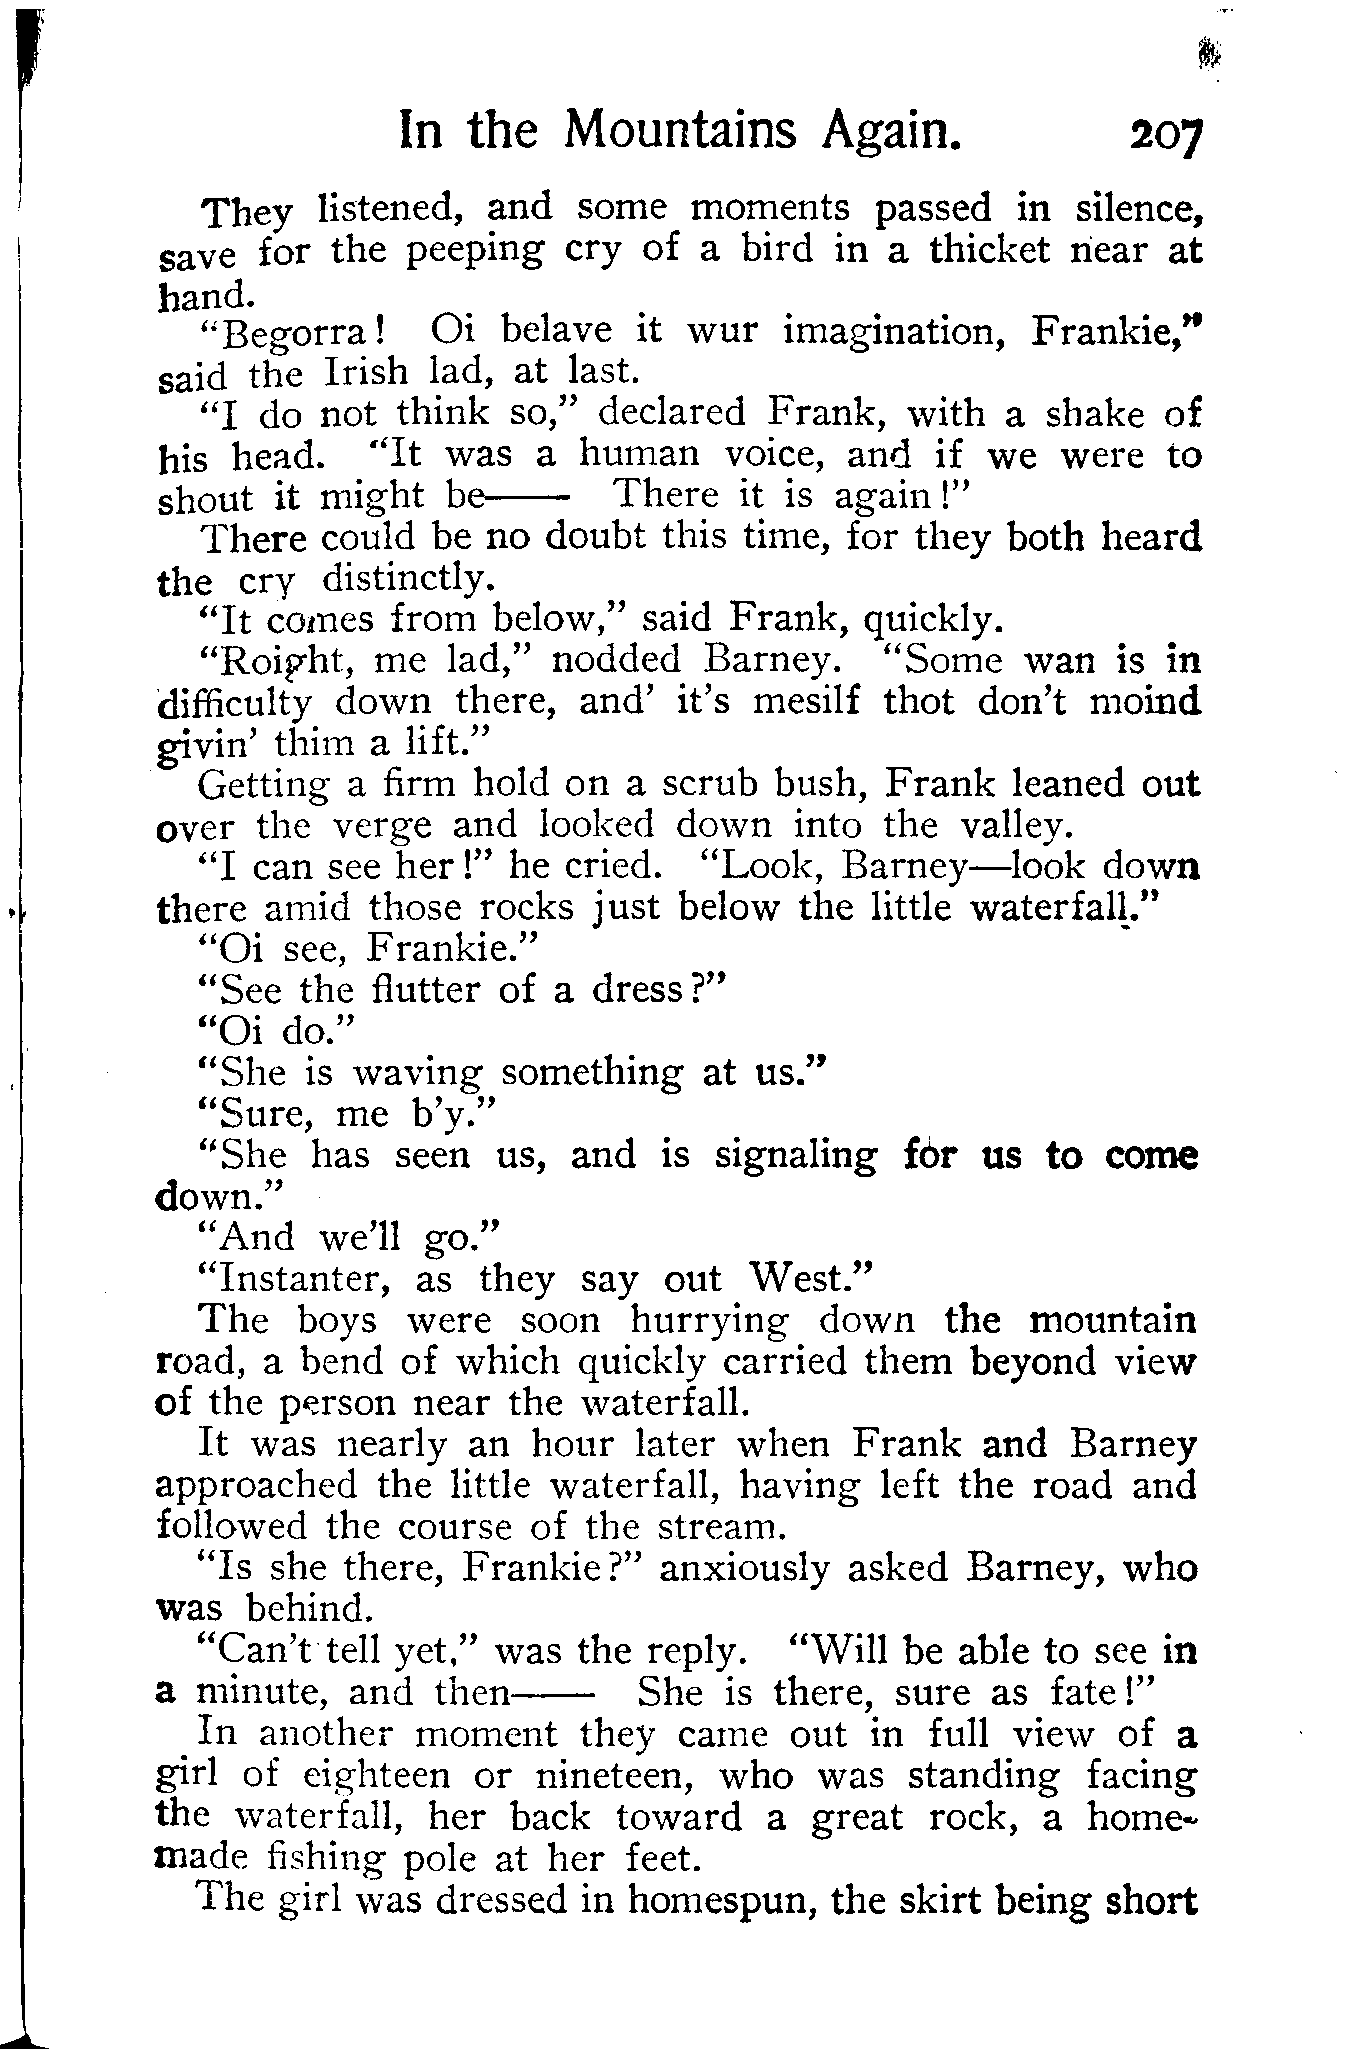 In the Mountains Again. 207
They listened, and some moments passed in silence,
save for the peeping cry of a bird in a thicket near at
hand.
“Begorra! Oi belave it wur imagination, Frankie,”
said the Irish lad, at last.
“I do not think so,” declared Frank, with a shake of
his head. “It was a human voice, and if we were to
shout it might be—— There it is again!”
There could be no doubt this time, for they both heard
the cry distinctly.
“It comes from below,” said Frank, quickly.
“Roight, me lad,” nodded Barney. “Some wan is in
difficulty down there, and’ it’s mesilf thot don’t moind
givin’ thim a lift.”
Getting a firm hold on a scrub bush, Frank leaned out
over the verge and looked down into the valley.
“I can see her!” he cried. “Look, Barney—look down
there amid those rocks just below the little waterfall.”
“Oi see, Frankie.”
“See the flutter of a dress?”
“Oi do.”
“She is waving something at us.”
“Sure, me b’y.”
“She has seen us, and is signaling for us to come
down.”
“And we’ll go.”
“Instanter, as they say out West.”
The boys were soon hurrying down the mountain
road, a bend of which quickly carried them beyond view
of the person near the waterfall.
It was nearly an hour later when Frank and Barney
approached the little waterfall, having left the road and
followed the course of the stream.
“Is she there, Frankie?” anxiously asked Barney, who
was behind.
“Can’t tell yet,” was the reply. “Will be able to see in
a minute, and then—— She is there, sure as fate!”
In another moment they came out in full view of a
girl of eighteen or nineteen, who was standing facing
the waterfall, her back toward a great rock, a home-
made fishing pole at her feet.
The girl was dressed in homespun, the skirt being short